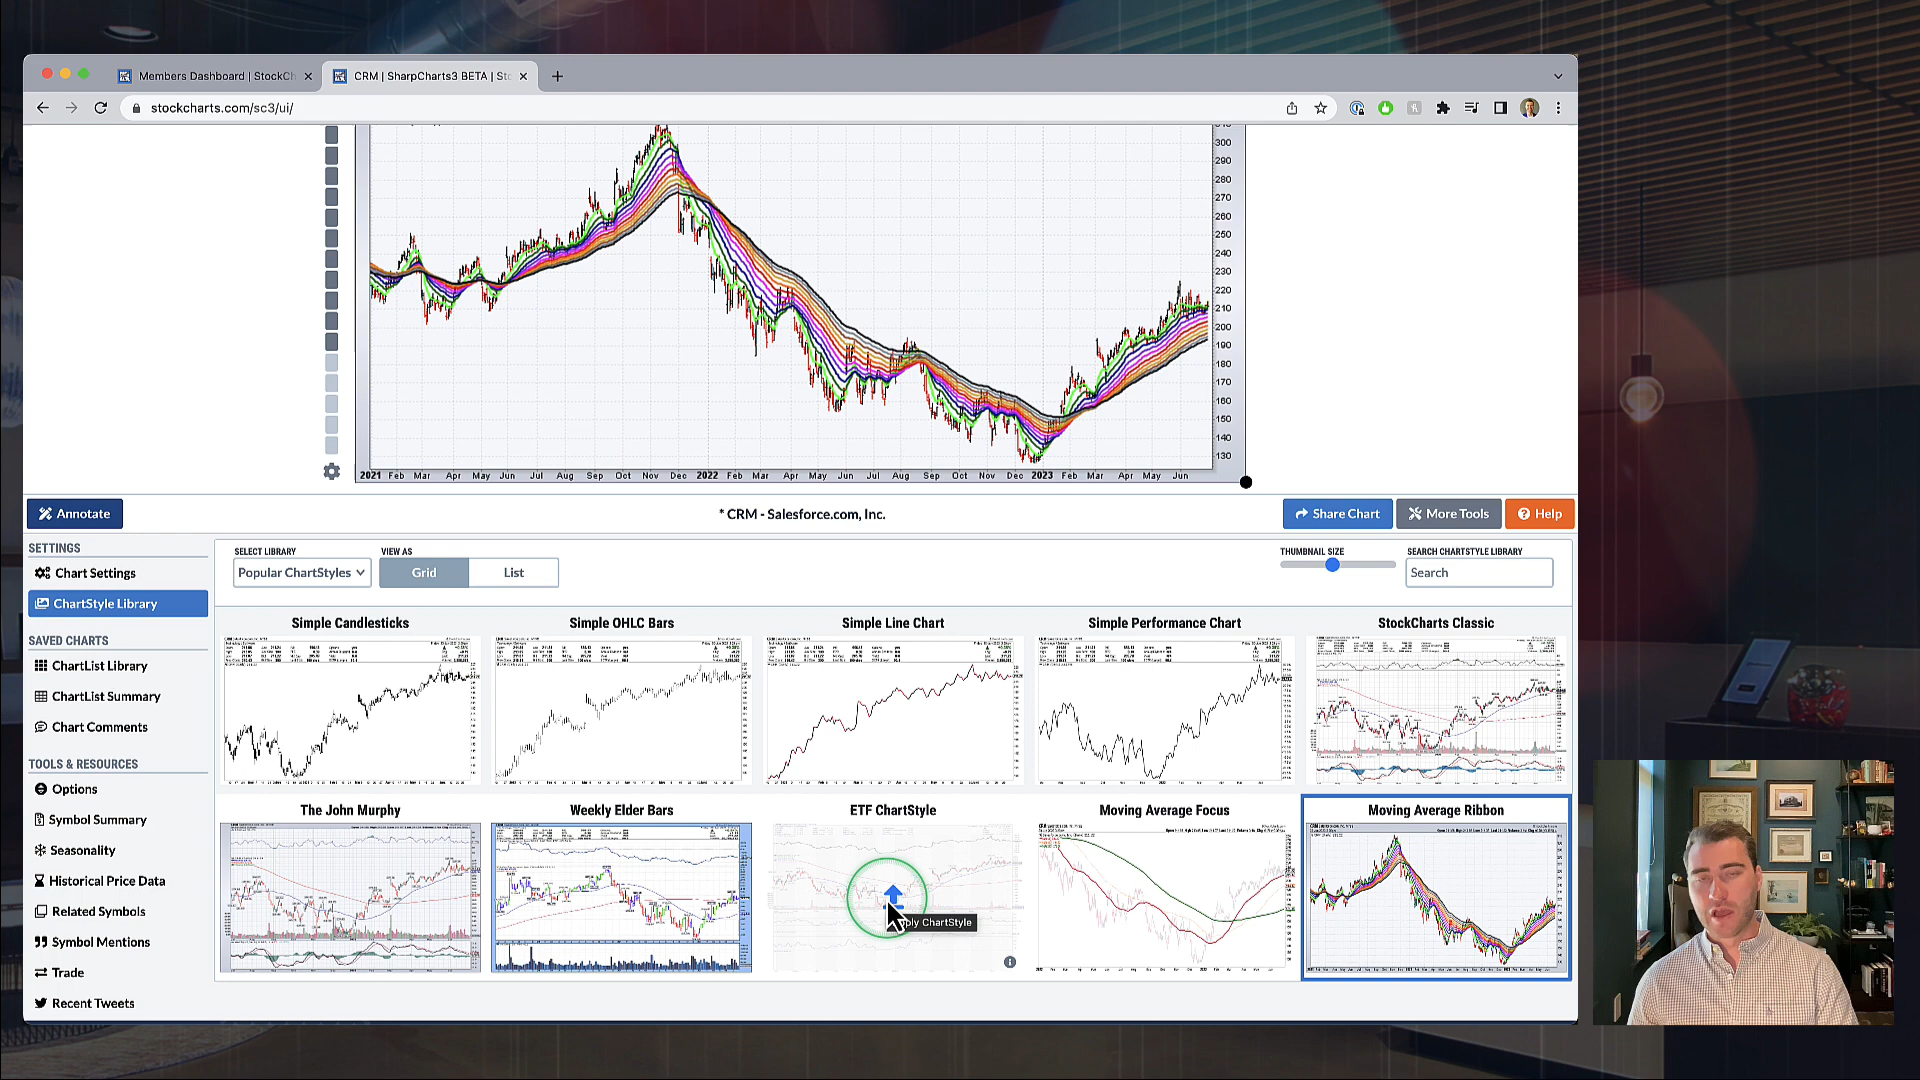 Members Dashboard | StockCh
CRM | SharpCharts3 BETA | Sto
stockcharts.com/sc3/ui/
300
290
280
270
260
250
240
230
220
210
200
190
180
170
160
150
140
130
2021 Feb Mar Apr May Jun Jul Aug Sep Oct Nov Dec 2022 Feb Mar Apr May Jun Jul Aug Sep Oct Nov Dec 2023 Feb Mar Apr May Jun
Annotate
* CRM - Salesforce.com, Inc.
Share Chart
More Tools
Help
SETTINGS
Chart Settings
ChartStyle Library
SAVED CHARTS
ChartList Library
ChartList Summary
Chart Comments
TOOLS & RESOURCES
Options
Symbol Summary
Seasonality
Historical Price Data
Related Symbols
Symbol Mentions
Trade
Recent Tweets
SELECT LIBRARY
Popular ChartStyles
VIEW AS
Grid
List
THUMBNAIL SIZE
SEARCH CHARTSTYLE LIBRARY
Search
Simple Candlesticks
Simple OHLC Bars
Simple Line Chart
Simple Performance Chart
StockCharts Classic
The John Murphy
Weekly Elder Bars
ETF ChartStyle
Moving Average Focus
Moving Average Ribbon
ply ChartStyle